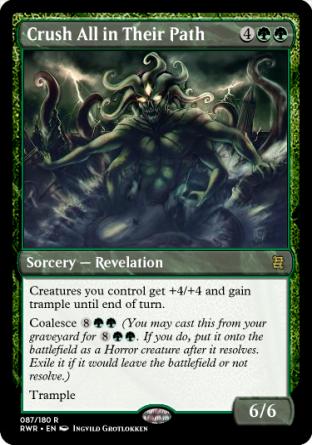 Crush All in Their Path 4
Sorcery — Revelation
Creatures you control get +4/+4 and gain
trample until end of turn.
Coalesce 8 (You may cast this from your
graveyard for 8. If you do, put it onto the
battlefield as a Horror creature after it resolves.
Exile it if it would leave the battlefield or not
resolve.)
Trample
6/6
087/180 R
RWR • EN INGVILD GROTLOKKEN